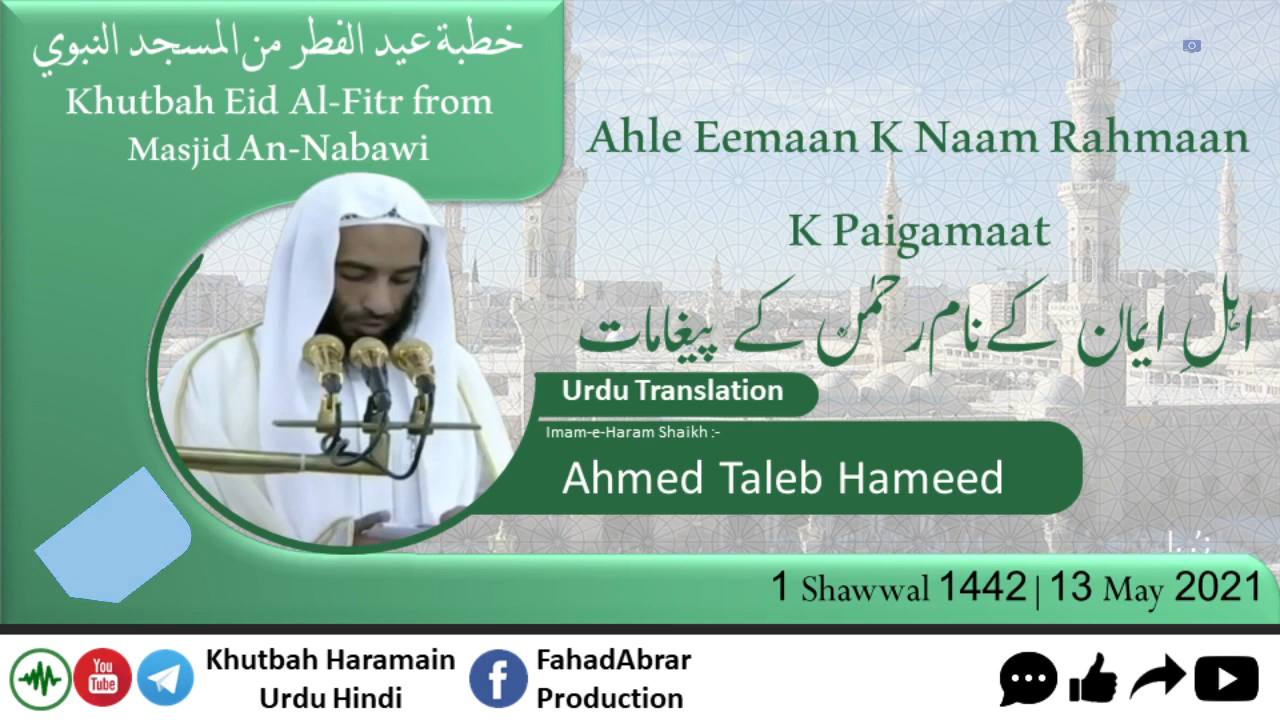 خطبة عيد الفطر من المسجد النبوي
Khutbah Eid Al-Fitr from
Masjid An-Nabawi
Ahle Eemaan K Naam Rahmaan
K Paigamaat
اہلِ ایمان کے نام رحمٰن کے پیغامات
Urdu Translation
Imam-e-Haram Shaikh :-
Ahmed Taleb Hameed
1 Shawwal 1442 | 13 May 2021
You
Tube
Khutbah Haramain
Urdu Hindi
FahadAbrar
Production